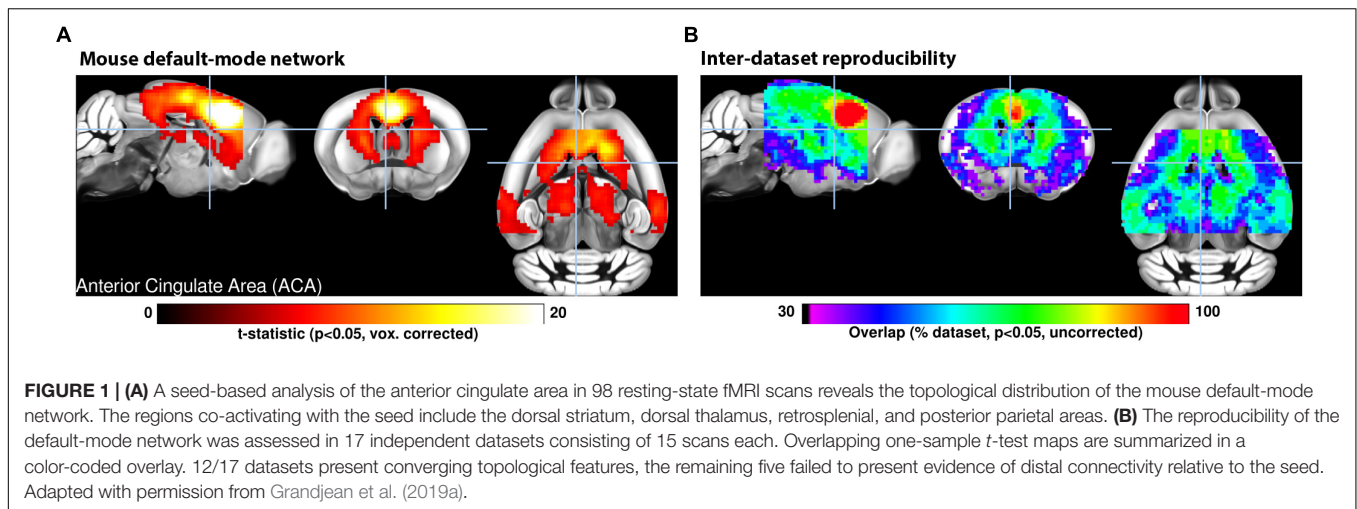 A
Mouse default-mode network
Anterior Cingulate Area (ACA)
0
20
t-statistic (p<0.05, vox. corrected)
B
Inter-dataset reproducibility
30
100
Overlap (% dataset, p<0.05, uncorrected)
FIGURE 1 | (A) A seed-based analysis of the anterior cingulate area in 98 resting-state fMRI scans reveals the topological distribution of the mouse default-mode
network. The regions co-activating with the seed include the dorsal striatum, dorsal thalamus, retrosplenial, and posterior parietal areas. (B) The reproducibility of the
default-mode network was assessed in 17 independent datasets consisting of 15 scans each. Overlapping one-sample t-test maps are summarized in a
color-coded overlay. 12/17 datasets present converging topological features, the remaining five failed to present evidence of distal connectivity relative to the seed.
Adapted with permission from Grandjean et al. (2019a).